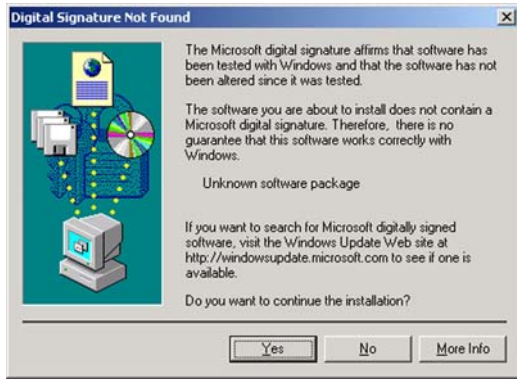 Digital Signature Not Found
The Microsoft digital signature affirms that software has
been tested with Windows and that the software has not
been altered since it was tested.
The software you are about to install does not contain a
Microsoft digital signature. Therefore, there is no
guarantee that this software works correctly with
Windows.
Unknown software package
If you want to search for Microsoft digitally signed
software, visit the Windows Update Web site at
http://windowsupdate.microsoft.com to see if one is
available.
Do you want to continue the installation?
Yes No More Info